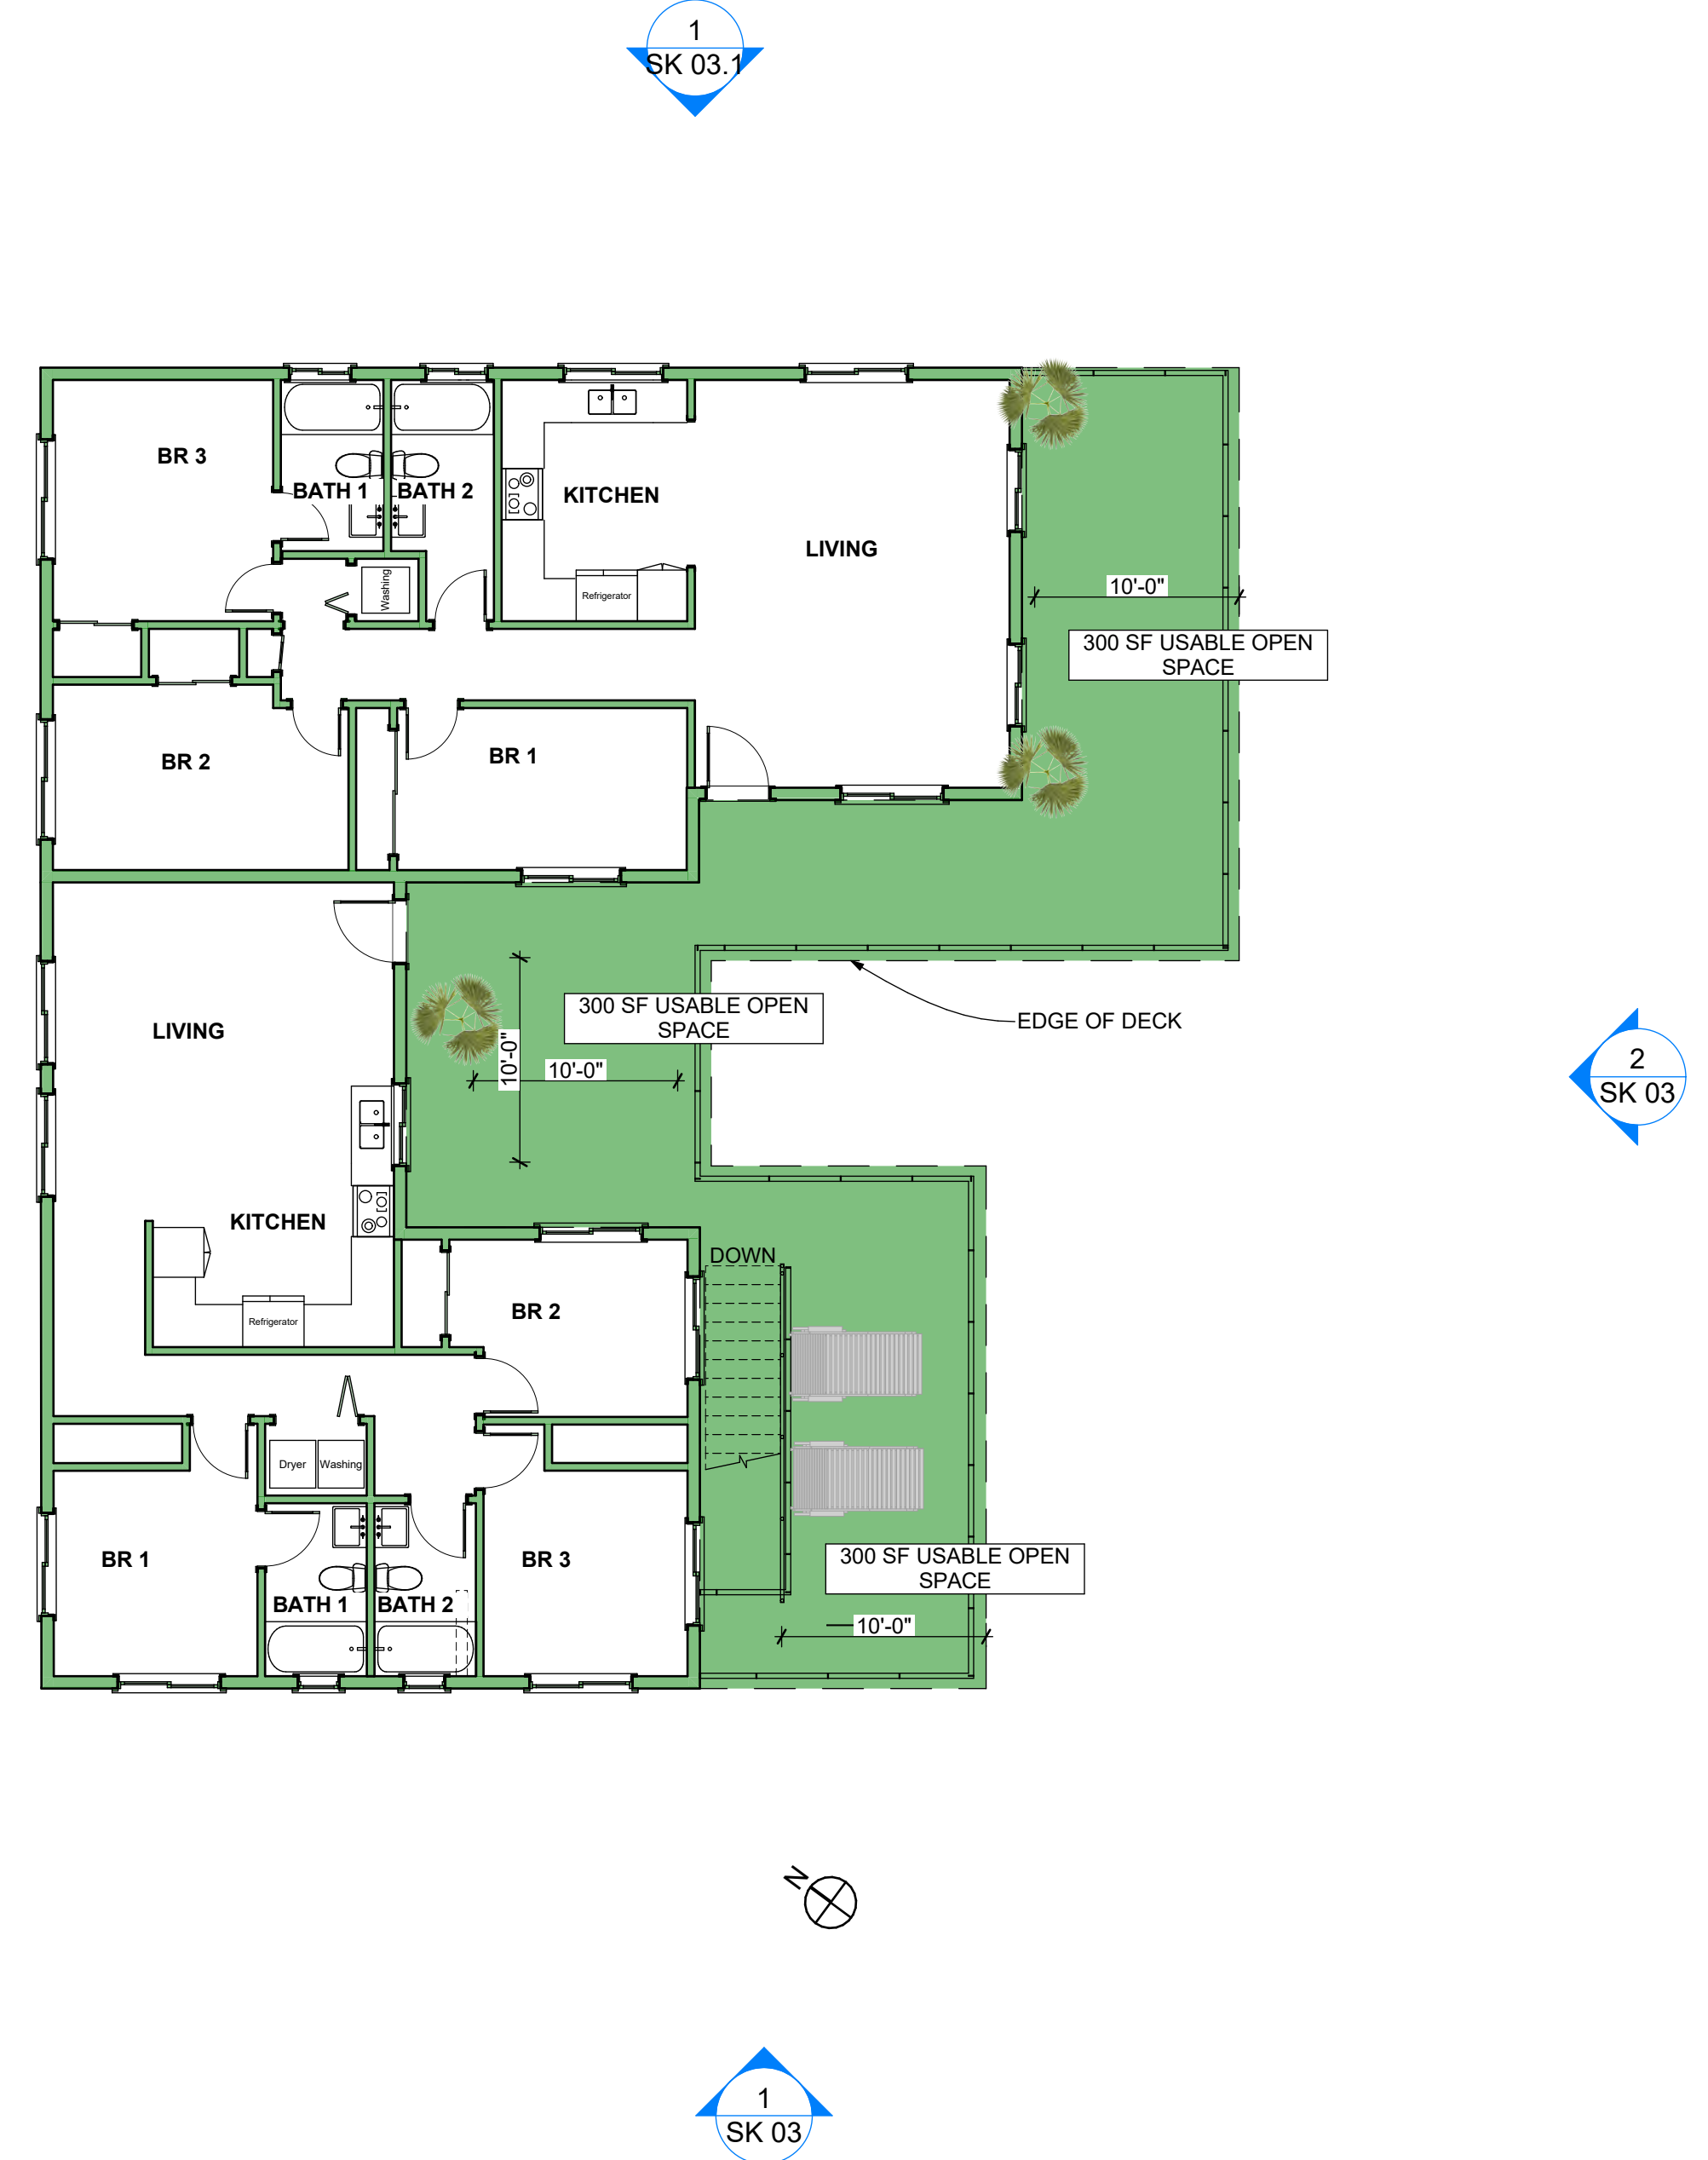 1
SK 03.1
BR 3
BATH 1
BATH 2
KITCHEN
LIVING
Washing
Refrigerator
10'-0"
300 SF USABLE OPEN
SPACE
BR 2
BR 1
300 SF USABLE OPEN
SPACE
EDGE OF DECK
LIVING
10'-0"
10'-0"
2
SK 03
KITCHEN
DOWN
BR 2
Refrigerator
Dryer
Washing
BR 1
BR 3
300 SF USABLE OPEN
SPACE
BATH 1
BATH 2
10'-0"
N
1
SK 03